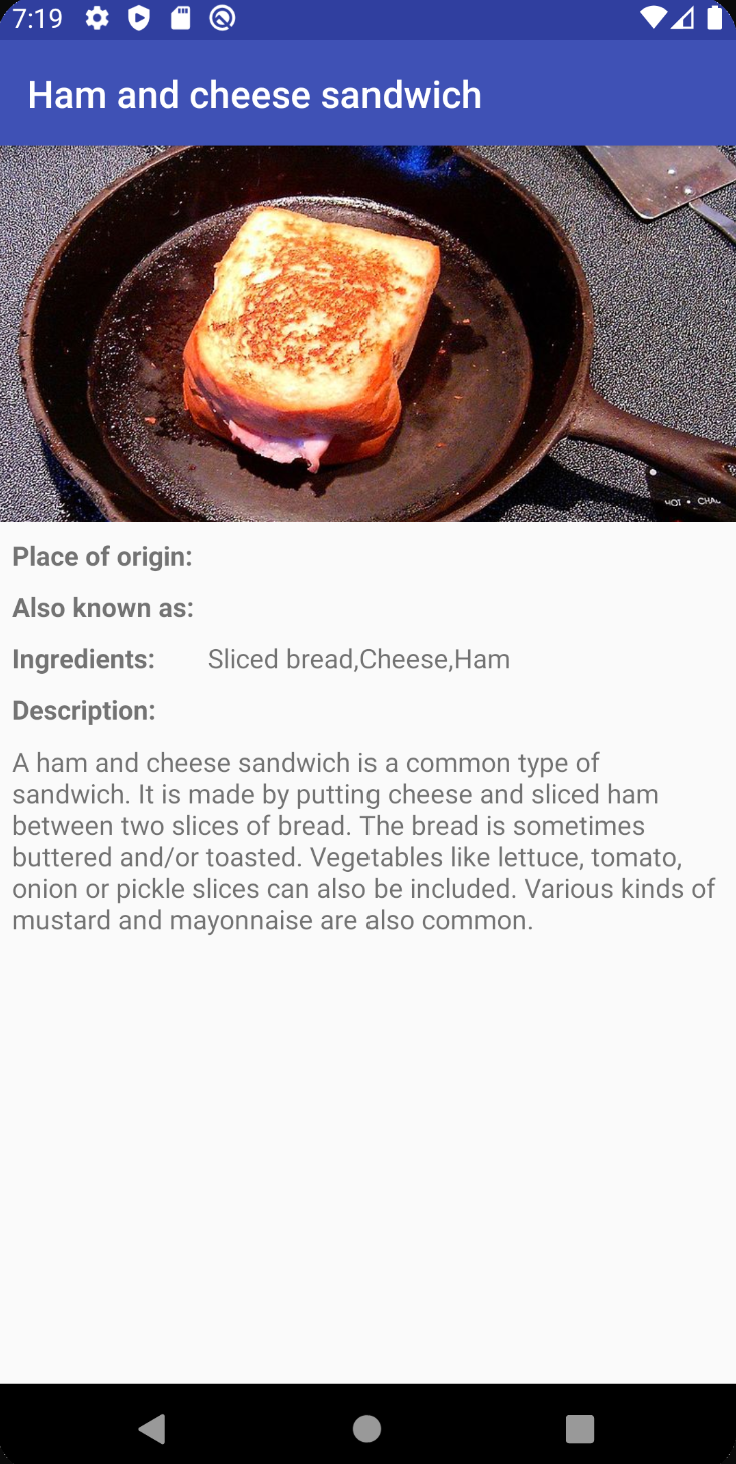 7:19
Ham and cheese sandwich
HOT •
Place of origin:
Also known as:
Ingredients: Sliced bread,Cheese,Ham
Description:
A ham and cheese sandwich is a common type of
sandwich. It is made by putting cheese and sliced ham
between two slices of bread. The bread is sometimes
buttered and/or toasted. Vegetables like lettuce, tomato,
onion or pickle slices can also be included. Various kinds of
mustard and mayonnaise are also common.